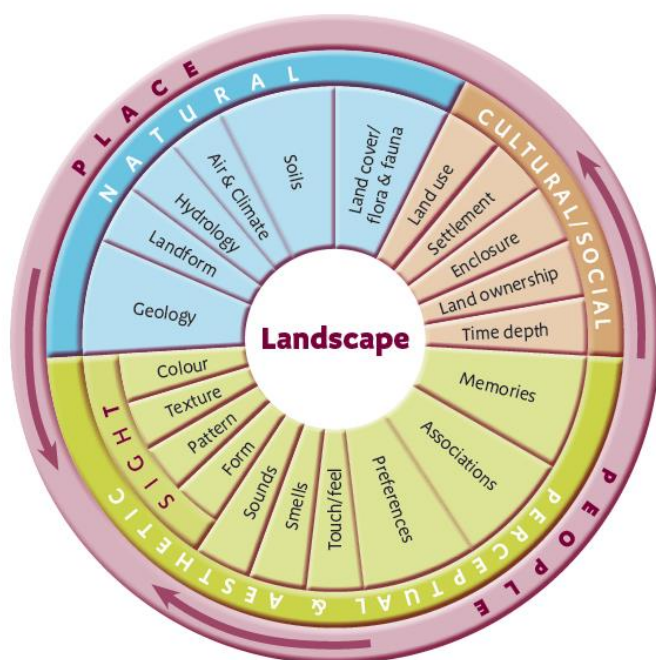 PLACE
NATURAL
Geology
Landform
Hydrology
Air & Climate
Soils
Land cover/
flora & fauna
CULTURAL/SOCIAL
Land use
Settlement
Enclosure
Land ownership
Time depth
Landscape
PEOPLE
PERCEPTUAL & AESTHETIC
Memories
Associations
Preferences
Touch/feel
Smells
Sounds
SIGHT
Form
Pattern
Texture
Colour